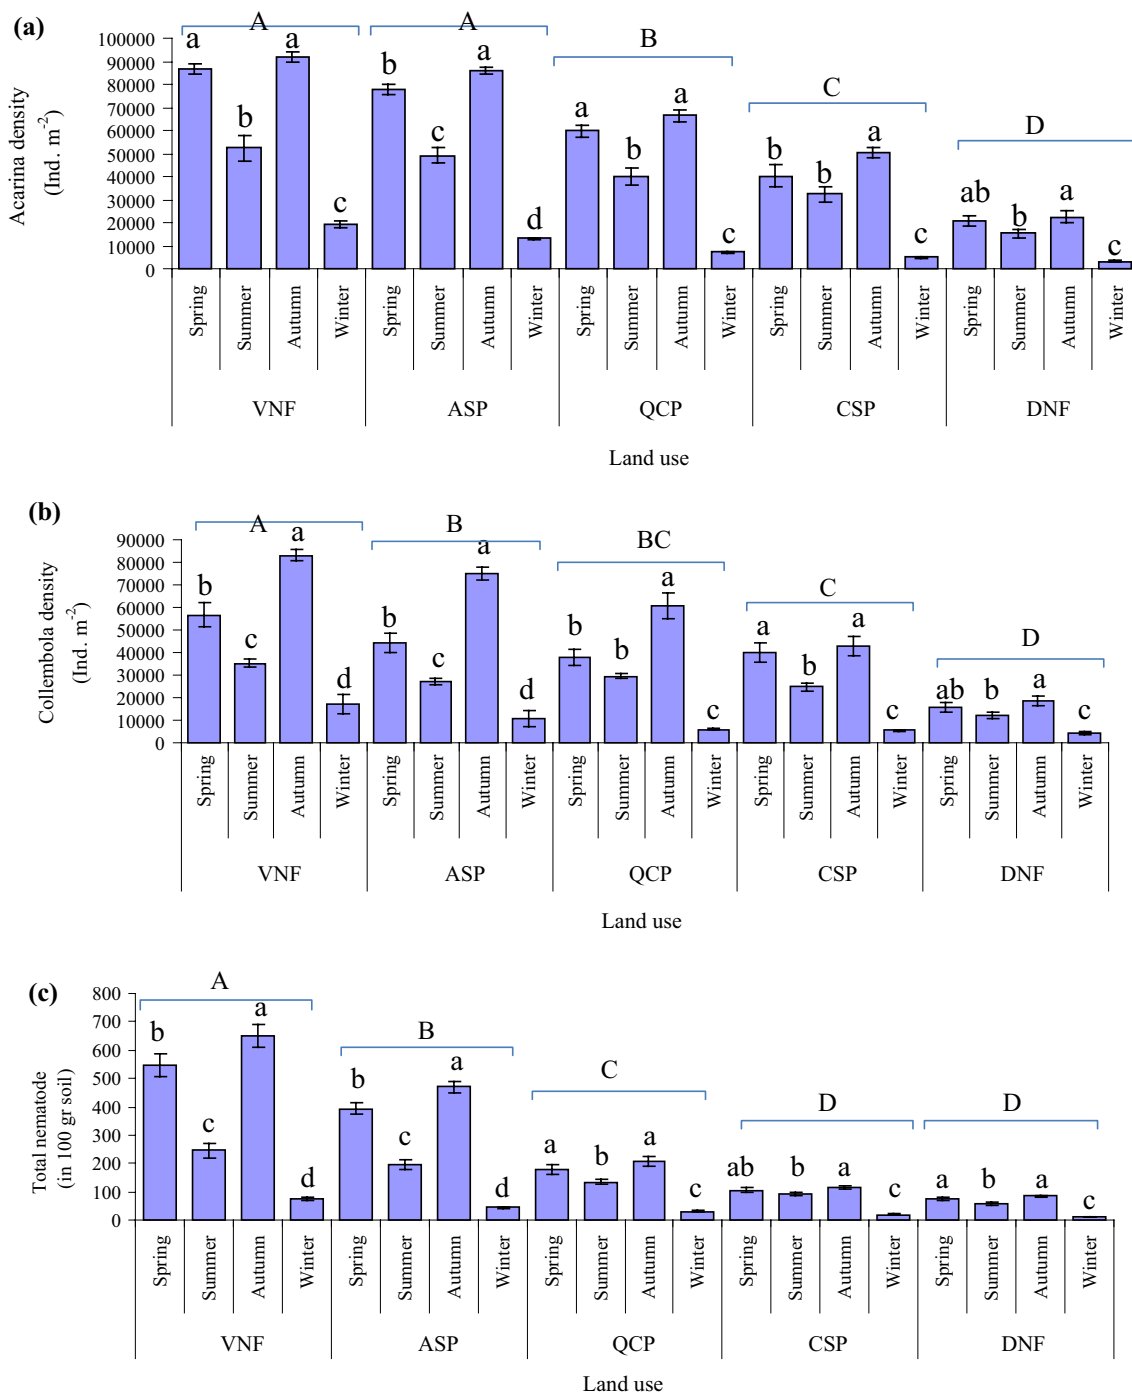 (a)
A A B C D
Acarina density
(Ind. m-2)
100000
90000
80000
70000
60000
50000
40000
30000
20000
10000
0
a b a c b c a d a b a c b b a c ab b a c
Spring Summer Autumn Winter Spring Summer Autumn Winter Spring Summer Autumn Winter Spring Summer Autumn Winter Spring Summer Autumn Winter
VNF ASP QCP CSP DNF
Land use
(b)
A B BC C D
Collembola density
(Ind. m-2)
90000
80000
70000
60000
50000
40000
30000
20000
10000
0
b c a d b c a d b b a c a b a c ab b a c
Spring Summer Autumn Winter Spring Summer Autumn Winter Spring Summer Autumn Winter Spring Summer Autumn Winter Spring Summer Autumn Winter
VNF ASP QCP CSP DNF
Land use
(c)
A B C D D
Total nematode
(in 100 gr soil)
800
700
600
500
400
300
200
100
0
b c a d b c a d a b a c ab b a c a b a c
Spring Summer Autumn Winter Spring Summer Autumn Winter Spring Summer Autumn Winter Spring Summer Autumn Winter Spring Summer Autumn Winter
VNF ASP QCP CSP DNF
Land use